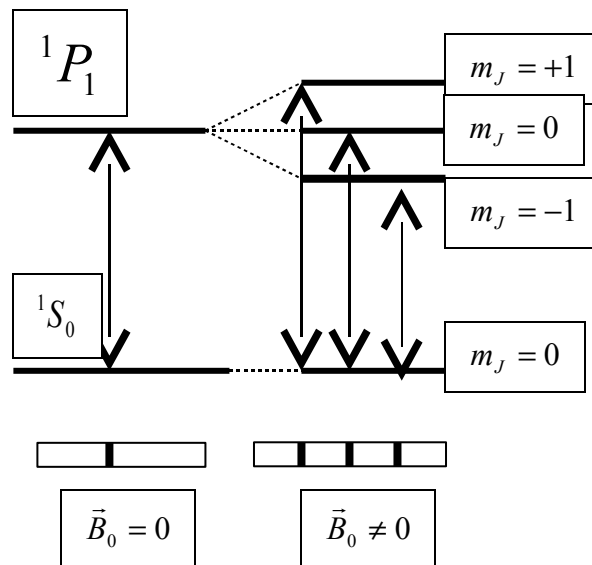 ¹P₁
m_J = +1
m_J = 0
m_J = −1
¹S₀
m_J = 0
B⃗₀ = 0
B⃗₀ ≠ 0